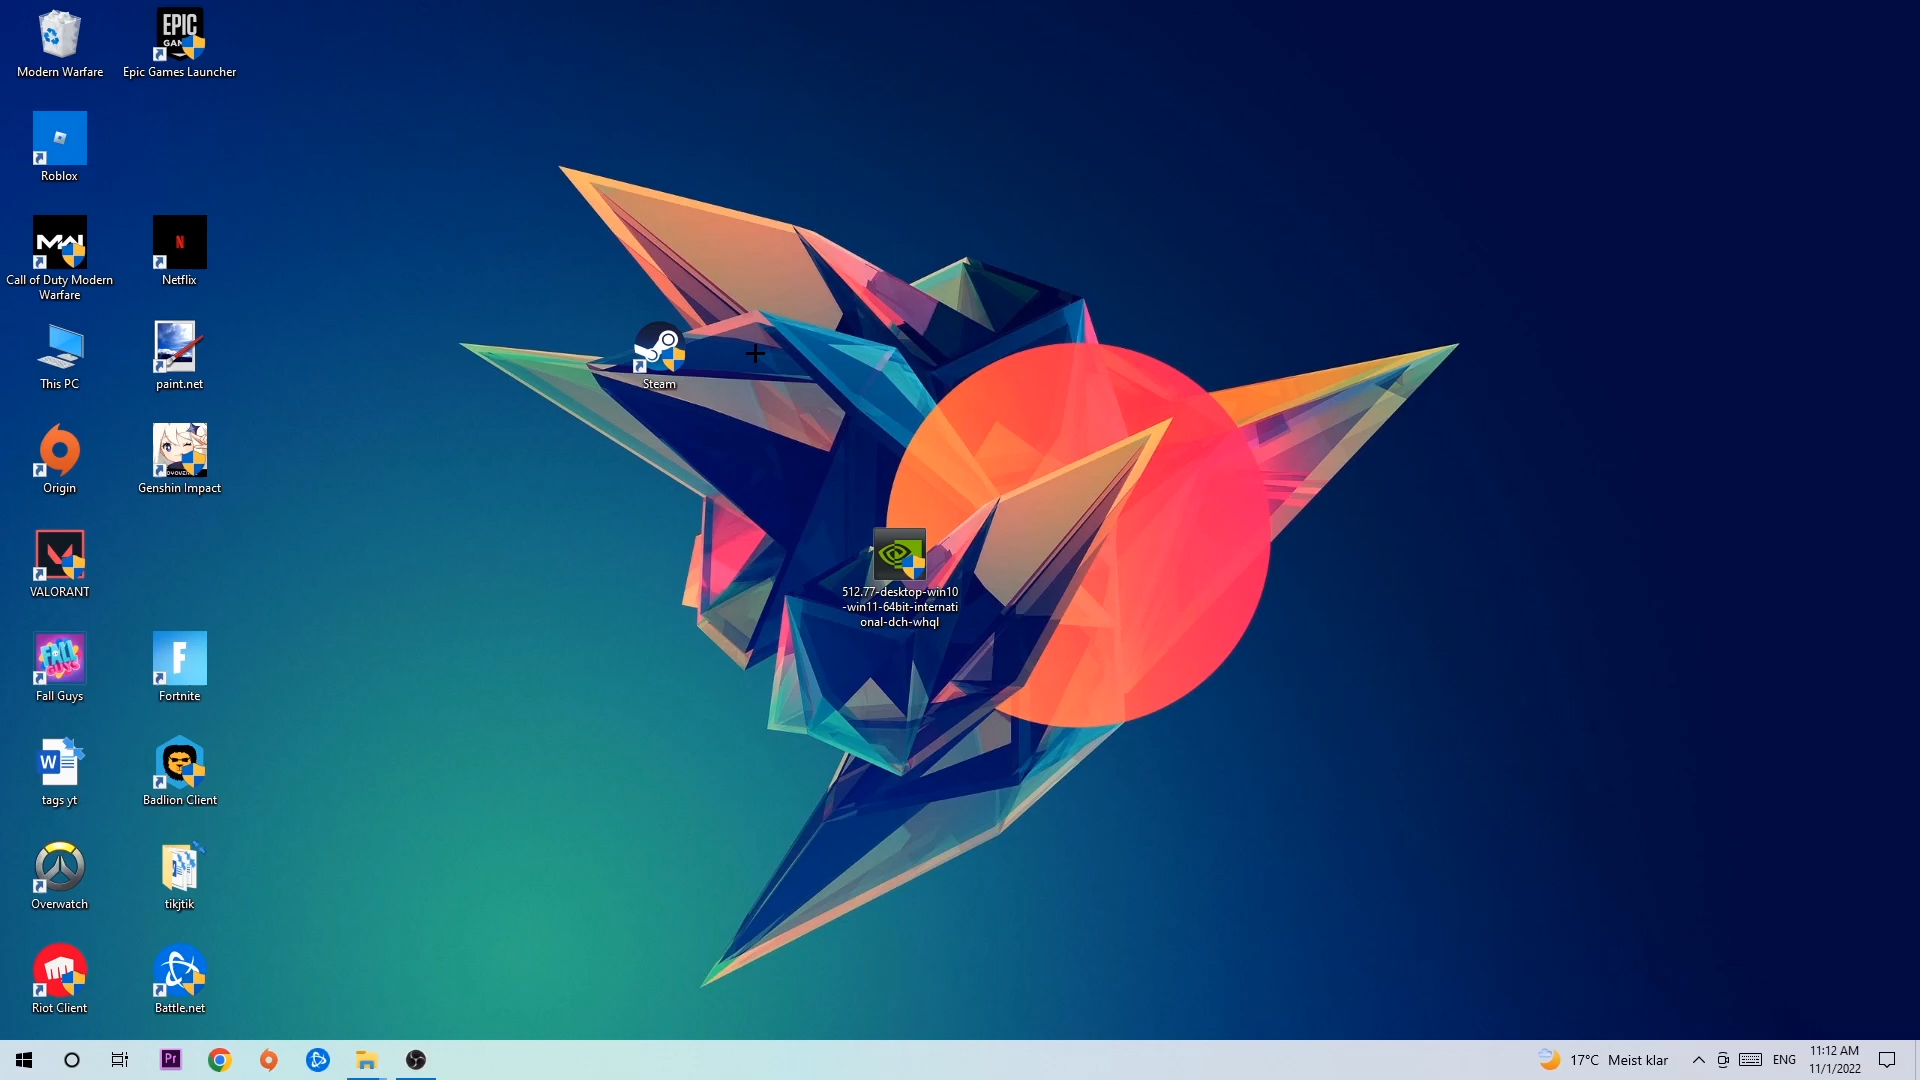 EPIC
GAMES
Modern Warfare
Epic Games Launcher
Roblox
MW
N
Call of Duty Modern
Warfare
Netflix
This PC
paint.net
Steam
Origin
Genshin Impact
VALORANT
512.77-desktop-win10
-win11-64bit-internati
onal-dch-whql
FALL
GUYS
F
Fall Guys
Fortnite
W
tags yt
Badlion Client
Overwatch
tikjtik
Riot Client
Battle.net
Pr
17°C Meist klar
ENG
11:12 AM
11/1/2022